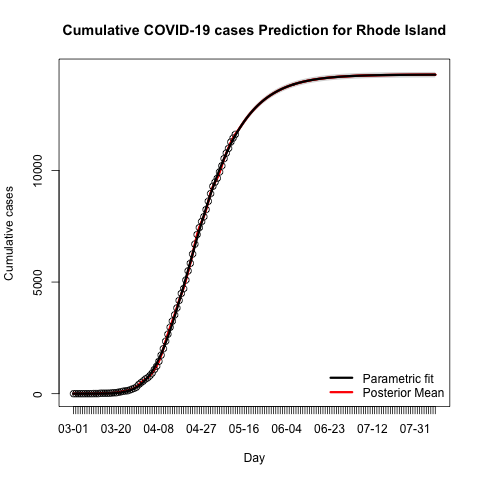 Cumulative COVID-19 cases Prediction for Rhode Island
Cumulative cases
10000
5000
0
Parametric fit
Posterior Mean
03-01 03-20 04-08 04-27 05-16 06-04 06-23 07-12 07-31
Day